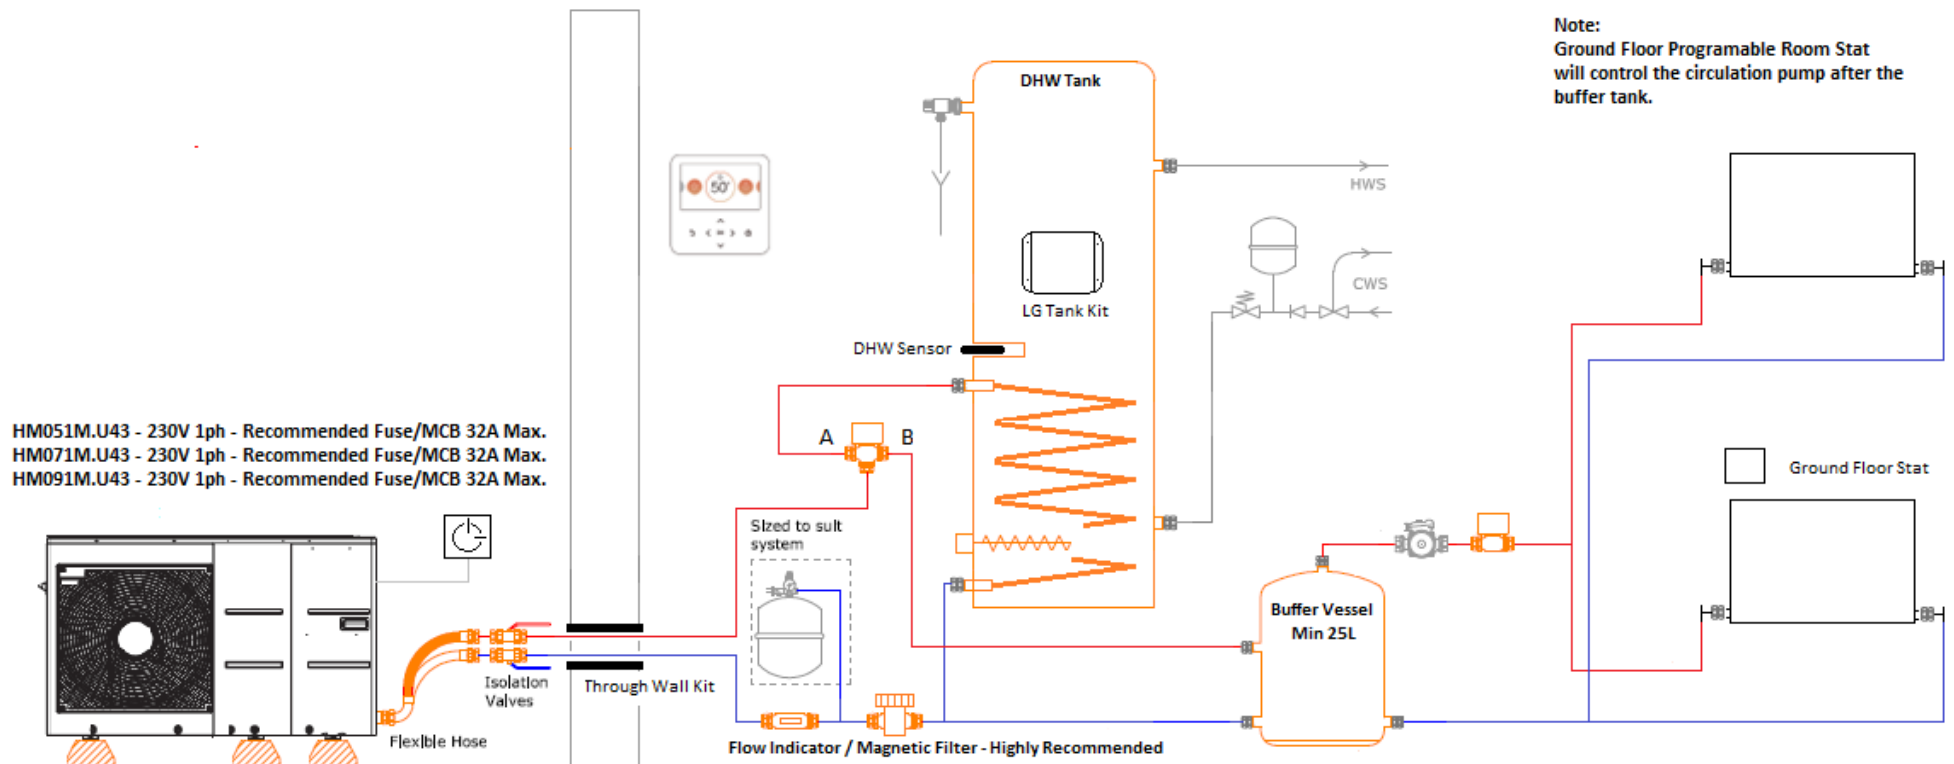 Note:
Ground Floor Programable Room Stat
will control the circulation pump after the
buffer tank.
DHW Tank
50°
HWS
CWS
LG Tank Kit
DHW Sensor
A
B
HM051M.U43 - 230V 1ph - Recommended Fuse/MCB 32A Max.
HM071M.U43 - 230V 1ph - Recommended Fuse/MCB 32A Max.
HM091M.U43 - 230V 1ph - Recommended Fuse/MCB 32A Max.
Ground Floor Stat
Sized to suit
system
Buffer Vessel
Min 25L
Isolation
Valves
Through Wall Kit
Flexible Hose
Flow Indicator / Magnetic Filter - Highly Recommended